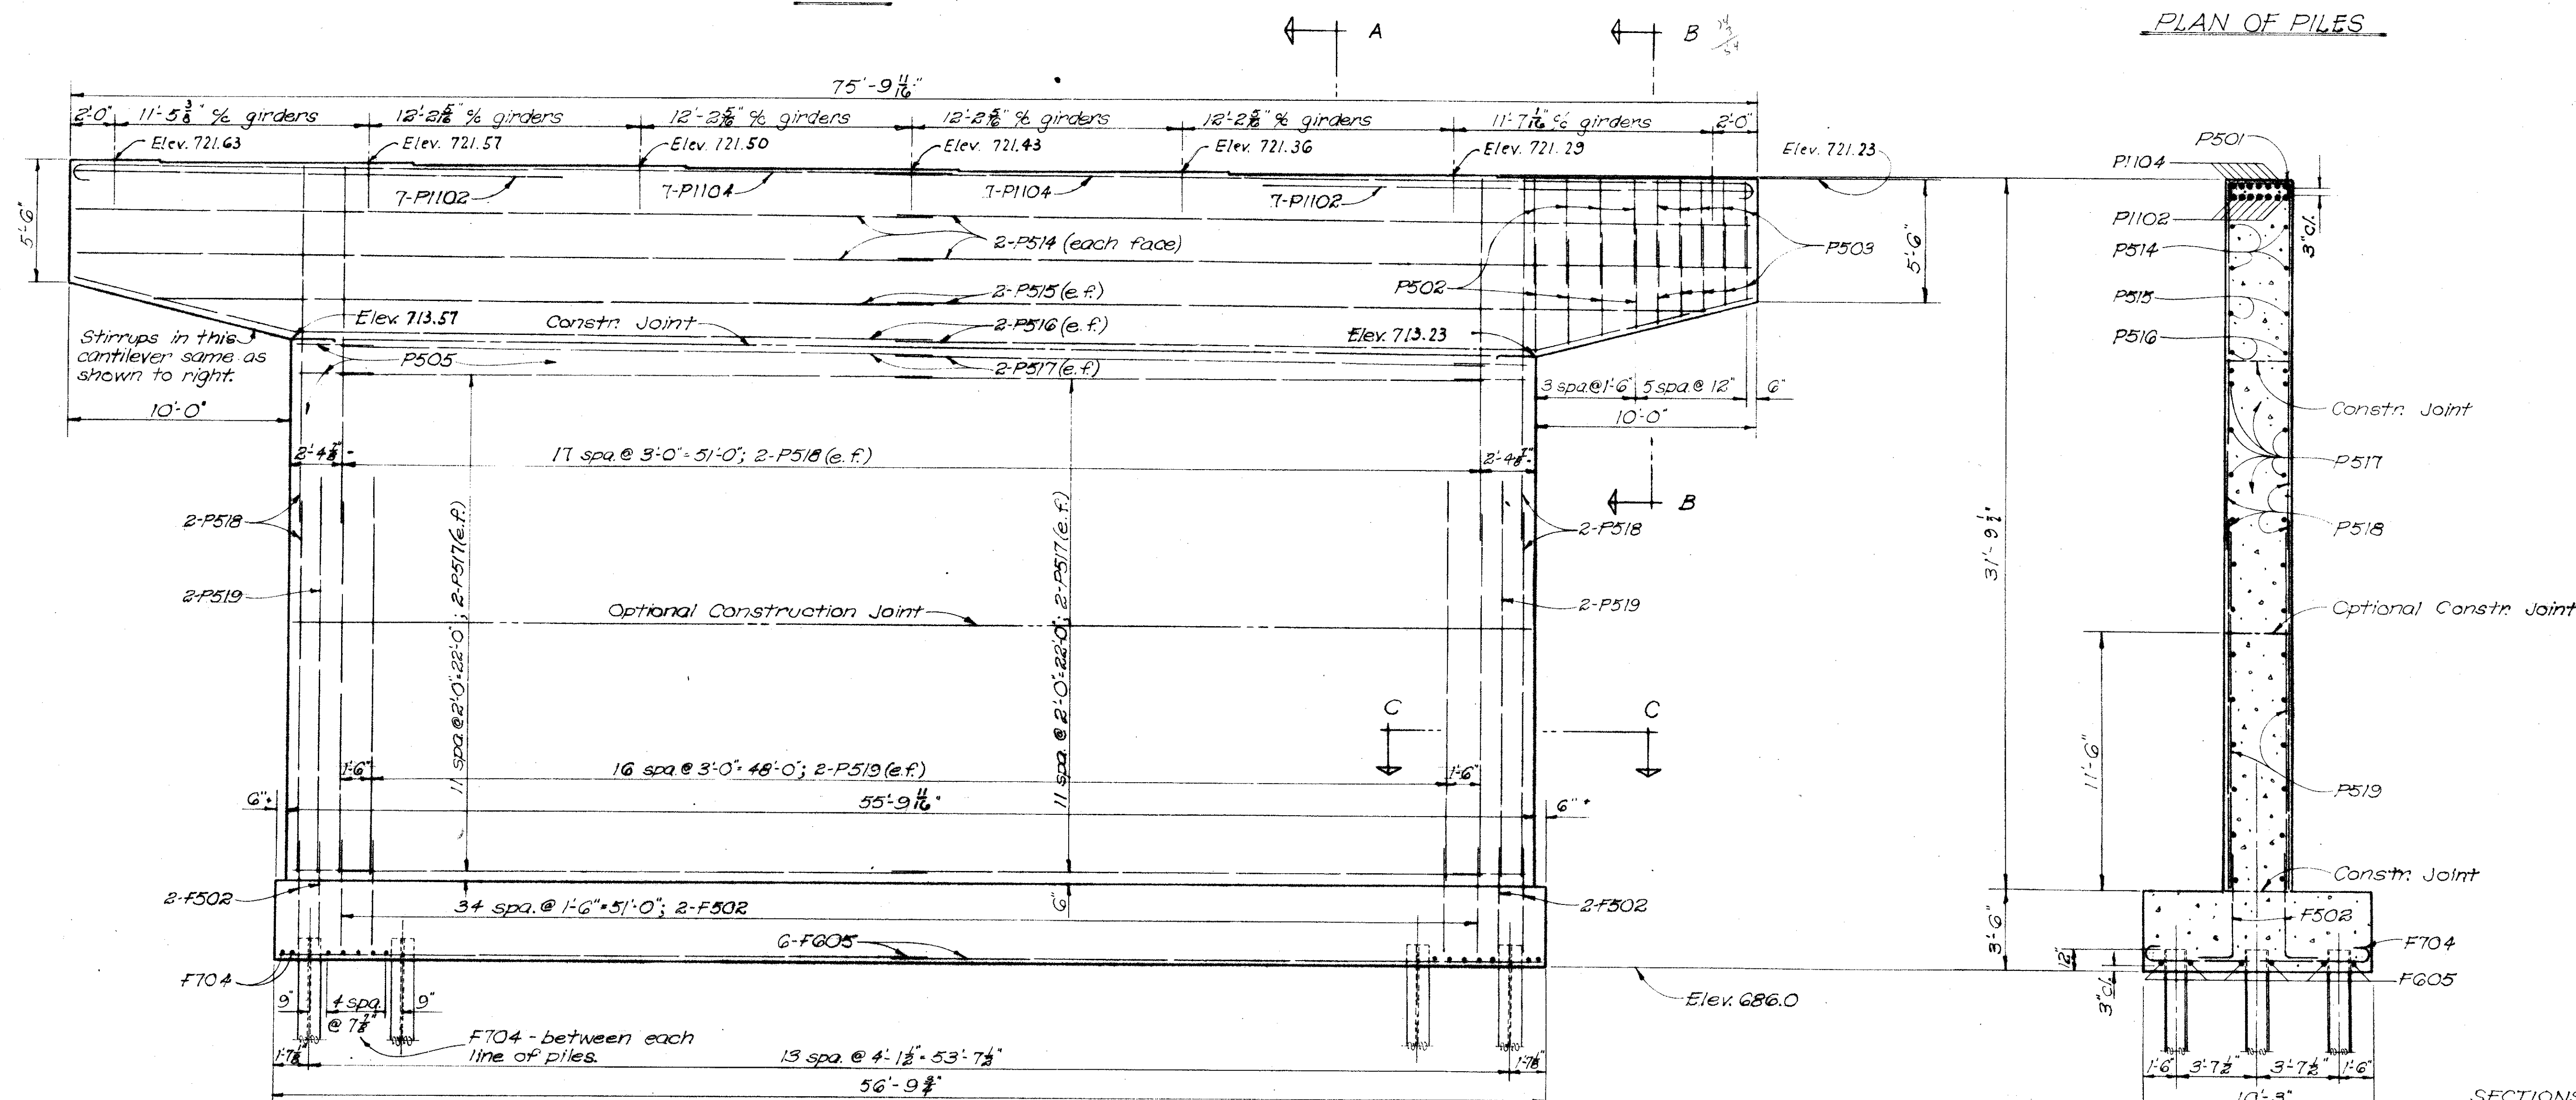 PLAN OF PILES
A
B
75'-9 11/16"
2'-0"
11'-5 3/8" ℄ girders
12'-2 5/16" ℄ girders
12'-2 5/16" ℄ girders
12'-2 5/16" ℄ girders
12'-2 5/16" ℄ girders
11'-7 1/16" ℄ girders
2'-0"
Elev. 721.63
Elev. 721.57
Elev. 721.50
Elev. 721.43
Elev. 721.36
Elev. 721.29
Elev. 721.23
7-P1102
7-P1104
7-P1104
7-P1102
5'-6"
2-P514 (each face)
P503
5'-6"
2-P515 (e.f.)
P502
Elev. 713.57
Constr. Joint
2-P516 (e.f.)
Elev. 713.23
Stirrups in this
cantilever same as
shown to right.
P505
2-P517 (e.f.)
3 spa. @ 1'-6"
5 spa. @ 12"
6"
10'-0"
10'-0"
2'-4 7/8"
17 spa. @ 3'-0" = 51'-0"; 2-P518 (e.f.)
2'-4 7/8"
B
2-P518
2-P518
11 spa. @ 2'-0" = 22'-0"; 2-P517 (e.f.)
11 spa. @ 2'-0" = 22'-0"; 2-P517 (e.f.)
2-P519
2-P519
Optional Construction Joint
C
C
1'-6"
16 spa. @ 3'-0" = 48'-0"; 2-P519 (e.f.)
1'-6"
6"
55'-9 11/16"
6"
2-F502
34 spa. @ 1'-6" = 51'-0"; 2-F502
6"
2-F502
6-F605
F704
9"
4 spa.
@ 7 1/2"
9"
F704 - between each
line of piles.
Elev. 686.0
1'-7 1/8"
13 spa. @ 4'-1 1/2" = 53'-7 1/2"
1'-7 1/8"
56'-9 3/4"
31'-9 1/2"
3'-6"
P501
P1104
P1102
3" cl.
P514
P515
P516
Constr. Joint
P517
P518
Optional Constr. Joint
11'-6"
P519
Constr. Joint
F502
F704
12"
3" cl.
F605
1'-6"
3'-7 1/2"
3'-7 1/2"
1'-6"
10'-3"
SECTIONS